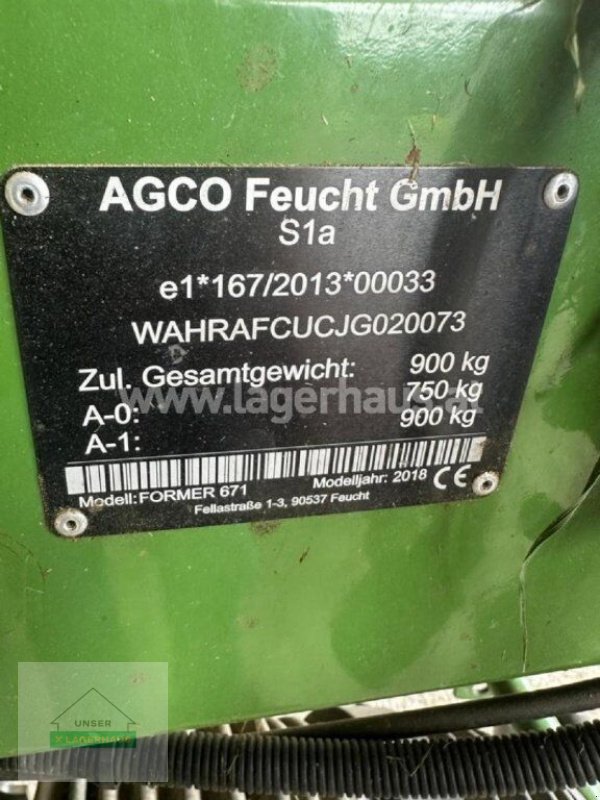 AGCO Feucht GmbH
S1a
e1*167/2013*00033
WAHRAFCUCJG020073
Zul. Gesamtgewicht: 900 kg
A-0: 750 kg
A-1: 900 kg
www.lagerhaus.at
Modell: FORMER 671 Modelljahr: 2018 CE
Fellastraße 1-3, 90537 Feucht
UNSER
X LAGERHAUS